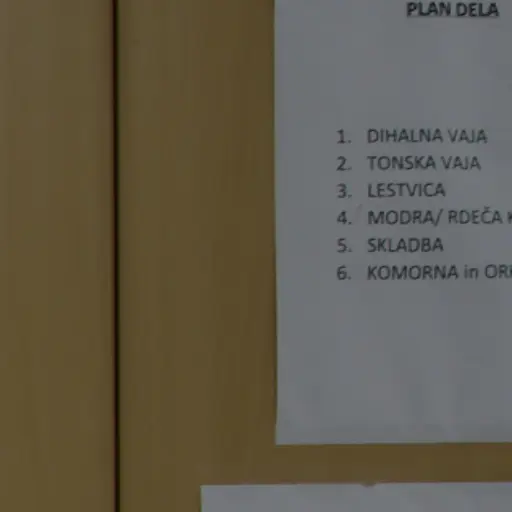 PLAN DELA
1. DIHALNA VAJA
2. TONSKA VAJA
3. LESTVICA
4. MODRA/ RDEČA
5. SKLADBA
6. KOMORNA in